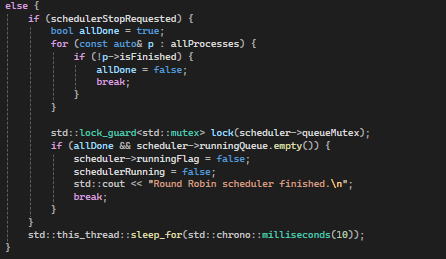 else {
    if (schedulerStopRequested) {
        bool allDone = true;
        for (const auto& p : allProcesses) {
            if (!p->isFinished) {
                allDone = false;
                break;
            }
        }

        std::lock_guard<std::mutex> lock(scheduler->queueMutex);
        if (allDone && scheduler->runningQueue.empty()) {
            scheduler->runningFlag = false;
            schedulerRunning = false;
            std::cout << "Round Robin scheduler finished.\n";
            break;
        }
    }
    std::this_thread::sleep_for(std::chrono::milliseconds(10));
}